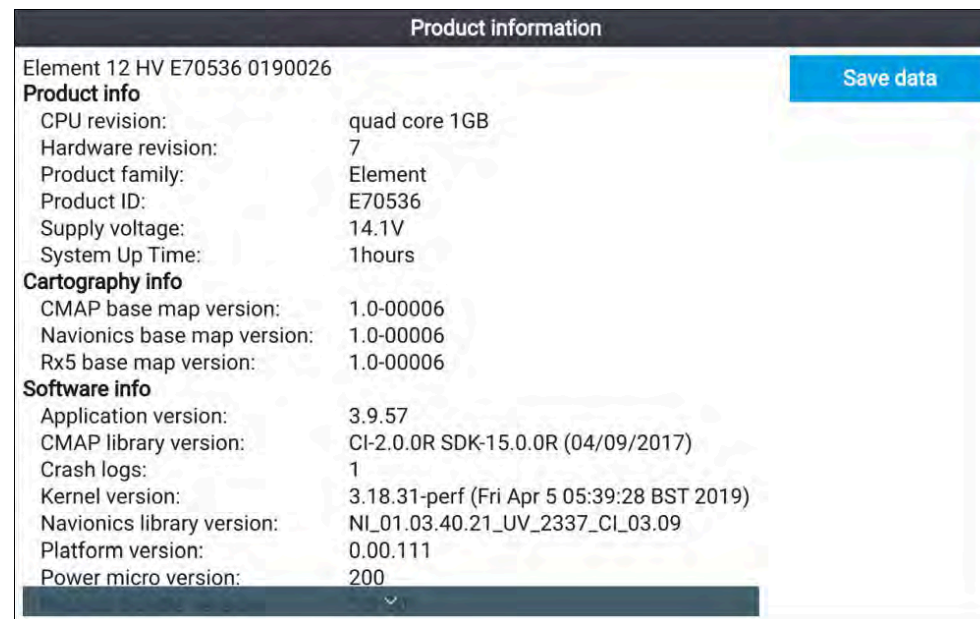 Product information
Element 12 HV E70536 0190026
Save data
Product info
CPU revision: quad core 1GB
Hardware revision: 7
Product family: Element
Product ID: E70536
Supply voltage: 14.1V
System Up Time: 1hours
Cartography info
CMAP base map version: 1.0-00006
Navionics base map version: 1.0-00006
Rx5 base map version: 1.0-00006
Software info
Application version: 3.9.57
CMAP library version: CI-2.0.0R SDK-15.0.0R (04/09/2017)
Crash logs: 1
Kernel version: 3.18.31-perf (Fri Apr 5 05:39:28 BST 2019)
Navionics library version: NI_01.03.40.21_UV_2337_CI_03.09
Platform version: 0.00.111
Power micro version: 200